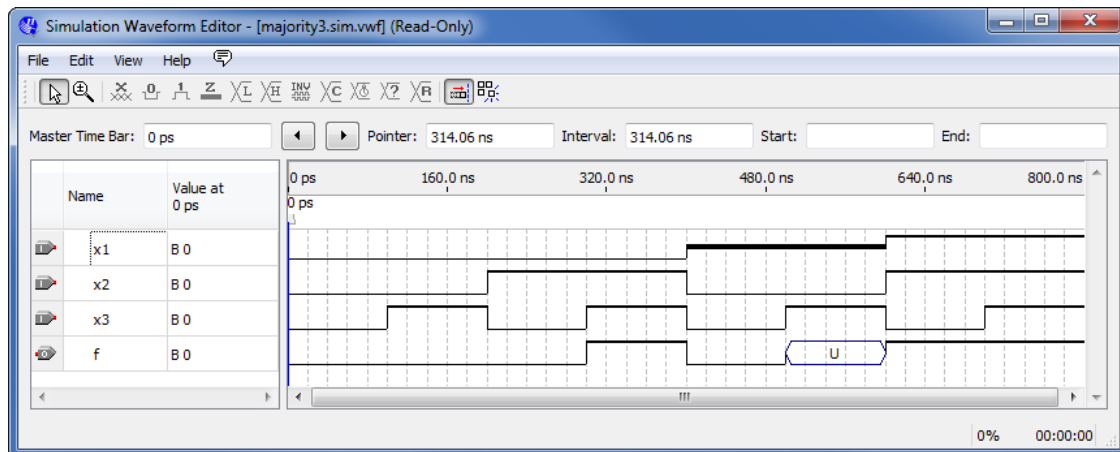 Simulation Waveform Editor - [majority3.sim.vwf] (Read-Only)
File Edit View Help
Master Time Bar: 0 ps Pointer: 314.06 ns Interval: 314.06 ns Start: End:
Name Value at 0 ps
0 ps 160.0 ns 320.0 ns 480.0 ns 640.0 ns 800.0 ns
0 ps
x1 B 0
x2 B 0
x3 B 0
f B 0 U
0% 00:00:00